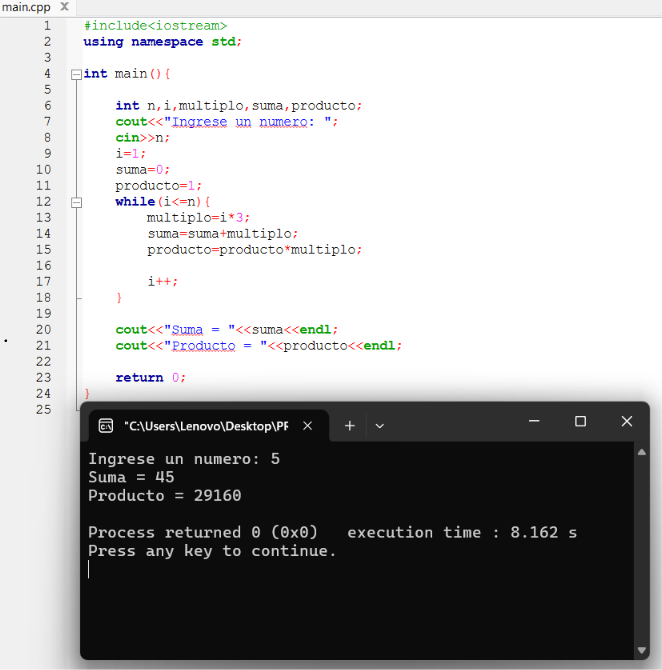 main.cpp X
1 #include<iostream>
2 using namespace std;
3
4 int main(){
5
6 int n,i,multiplo,suma,producto;
7 cout<<"Ingrese un numero: ";
8 cin>>n;
9 i=1;
10 suma=0;
11 producto=1;
12 while(i<=n){
13 multiplo=i*3;
14 suma=suma+multiplo;
15 producto=producto*multiplo;
16
17 i++;
18 }
19
20 cout<<"Suma = "<<suma<<endl;
21 cout<<"Producto = "<<producto<<endl;
22
23 return 0;
24 }
25
"C:\Users\Lenovo\Desktop\PF
Ingrese un numero: 5
Suma = 45
Producto = 29160
Process returned 0 (0x0) execution time : 8.162 s
Press any key to continue.